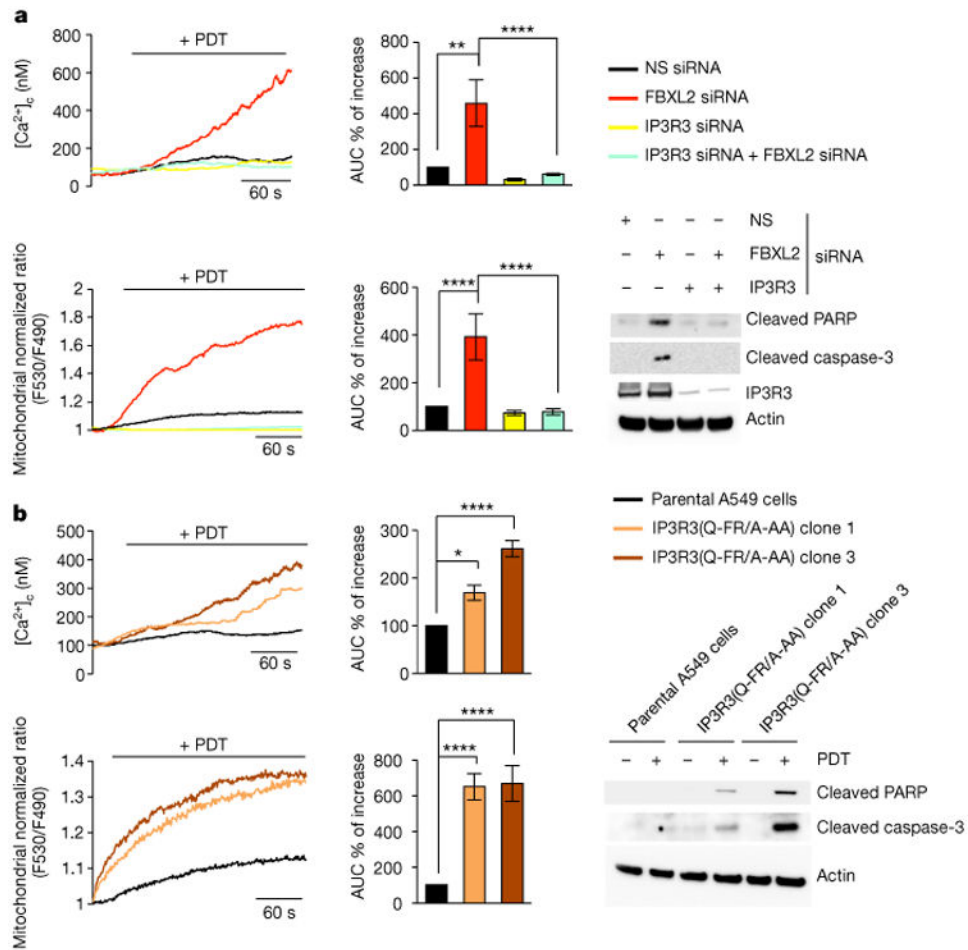 a
+ PDT
[Ca²⁺]c (nM)
800
600
400
200
0
60 s
AUC % of increase
800
600
400
200
0
**
****
NS siRNA
FBXL2 siRNA
IP3R3 siRNA
IP3R3 siRNA + FBXL2 siRNA
+ PDT
Mitochondrial normalized ratio
(F530/F490)
2
1.8
1.6
1.4
1.2
1
60 s
AUC % of increase
600
400
200
0
****
****
+ – – – NS
– + – + FBXL2
– – + + IP3R3
siRNA
Cleaved PARP
Cleaved caspase-3
IP3R3
Actin
b
+ PDT
[Ca²⁺]c (nM)
500
400
300
200
100
0
60 s
AUC % of increase
300
200
100
0
****
*
Parental A549 cells
IP3R3(Q-FR/A-AA) clone 1
IP3R3(Q-FR/A-AA) clone 3
+ PDT
Mitochondrial normalized ratio
(F530/F490)
1.4
1.3
1.2
1.1
1
60 s
AUC % of increase
800
600
400
200
0
****
****
Parental A549 cells
IP3R3(Q-FR/A-AA) clone 1
IP3R3(Q-FR/A-AA) clone 3
– + – + – + PDT
Cleaved PARP
Cleaved caspase-3
Actin